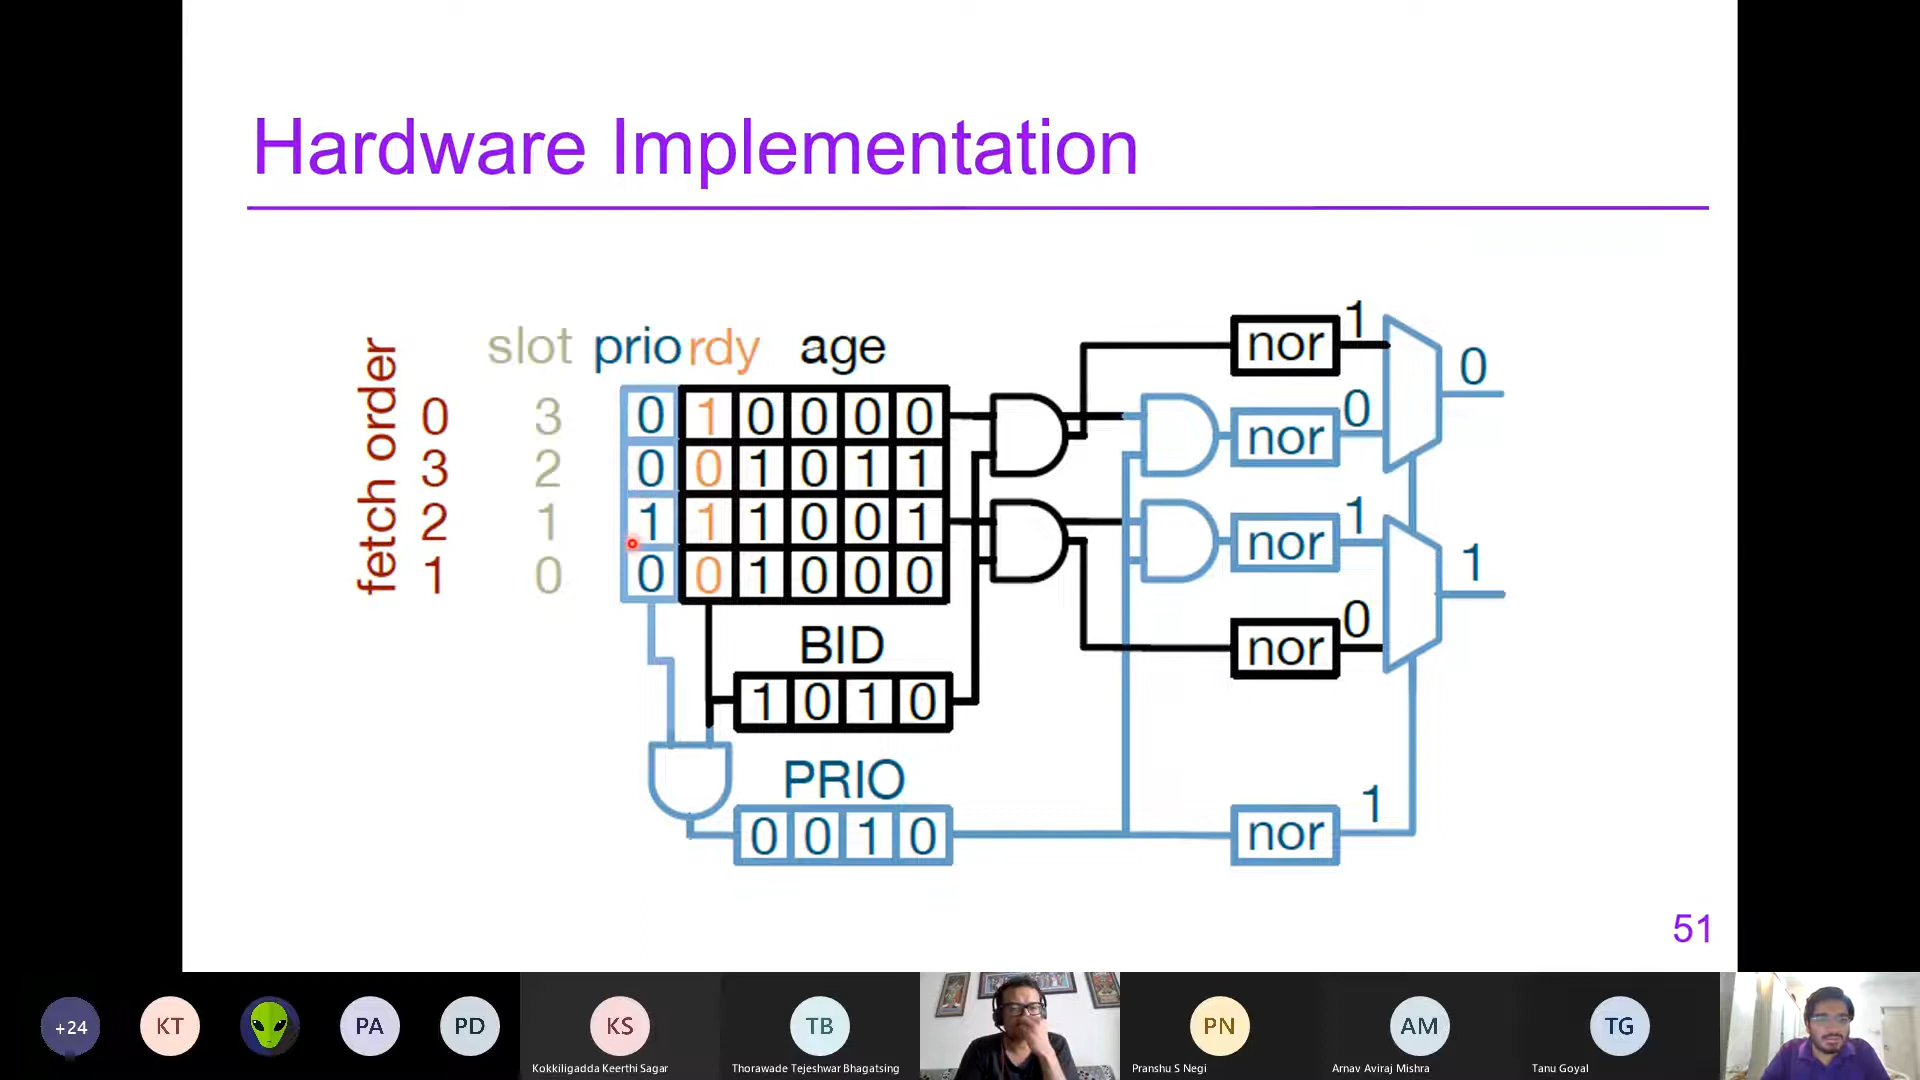 Hardware Implementation
fetch order
slot prio rdy age
0 3 0 1 0 0 0 0
3 2 0 0 1 0 1 1
2 1 1 1 1 0 0 1
1 0 0 0 1 0 0 0
BID
1 0 1 0
PRIO
0 0 1 0
nor 1
nor 0
0
nor 1
1
nor 0
nor 1
51
+24
KT
PA
PD
KS
Kokkiligadda Keerthi Sagar
TB
Thorawade Tejeshwar Bhagatsing
PN
Pranshu S Negi
AM
Arnav Aviraj Mishra
TG
Tanu Goyal